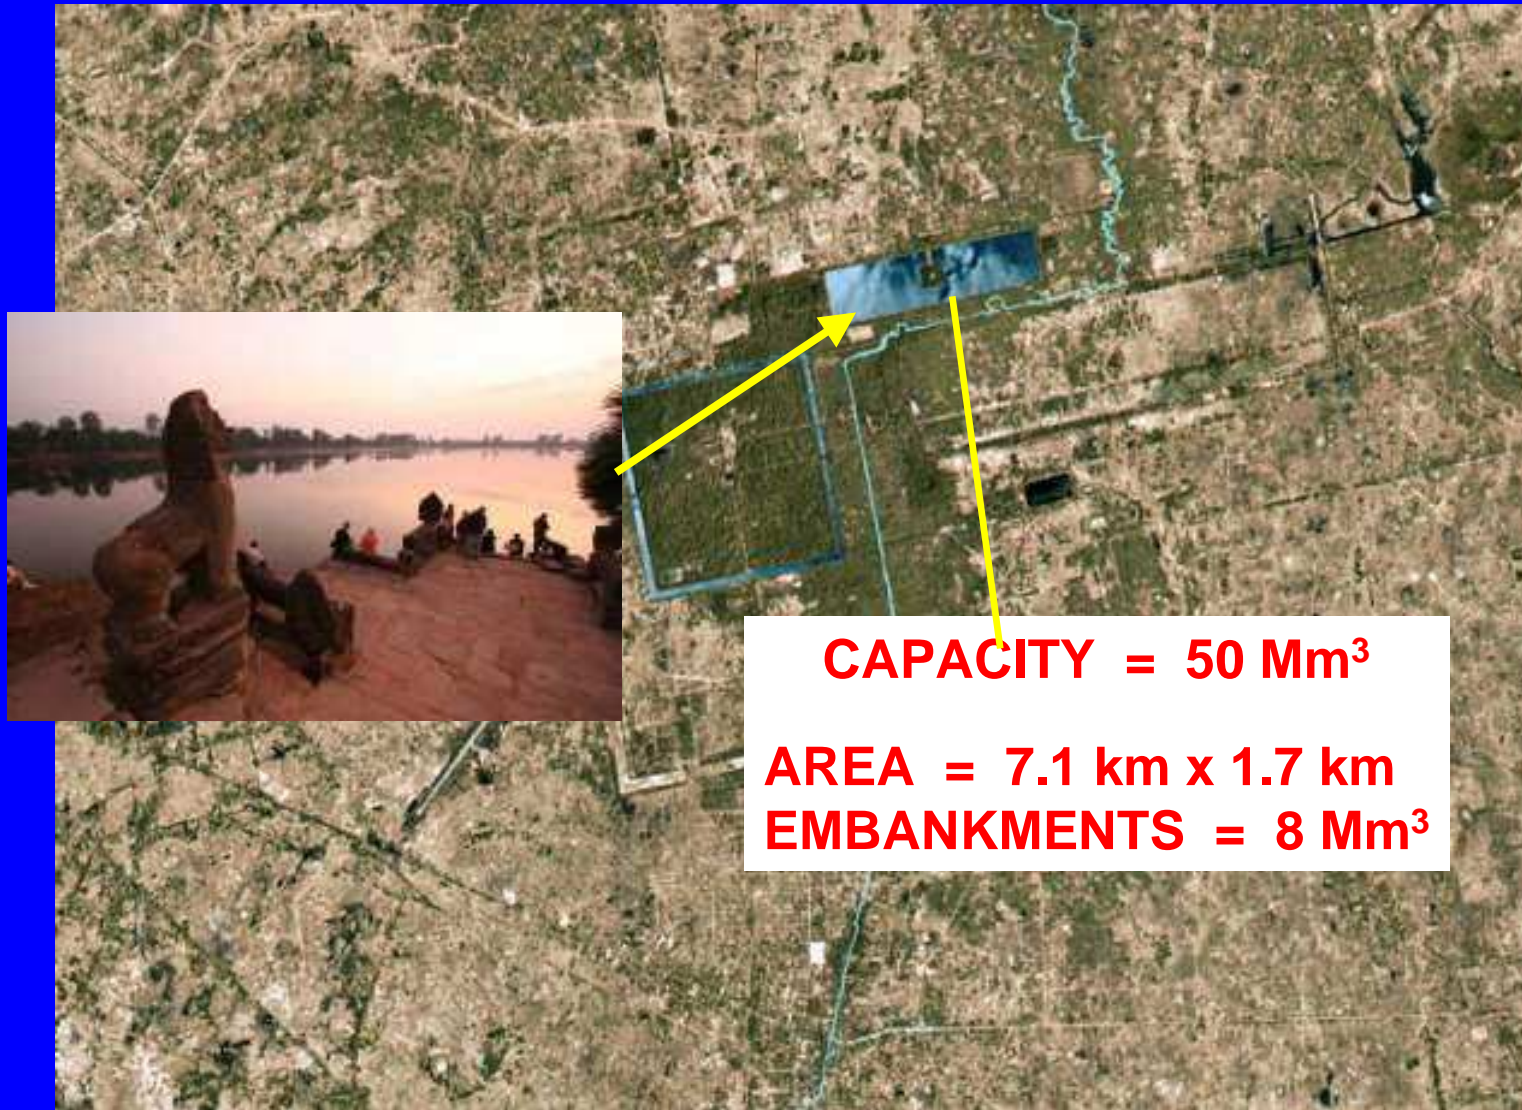 CAPACITY = 50 Mm³
AREA = 7.1 km x 1.7 km
EMBANKMENTS = 8 Mm³